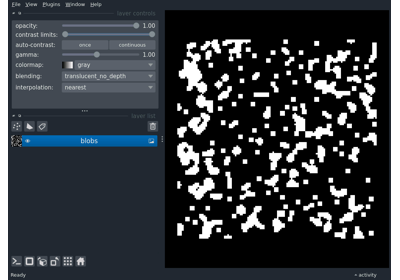 File View Plugins Window Help
layer controls
opacity: 1.00
contrast limits:
auto-contrast: once continuous
gamma: 1.00
colormap: gray
blending: translucent_no_depth
interpolation: nearest
layer list
blobs
Ready
activity